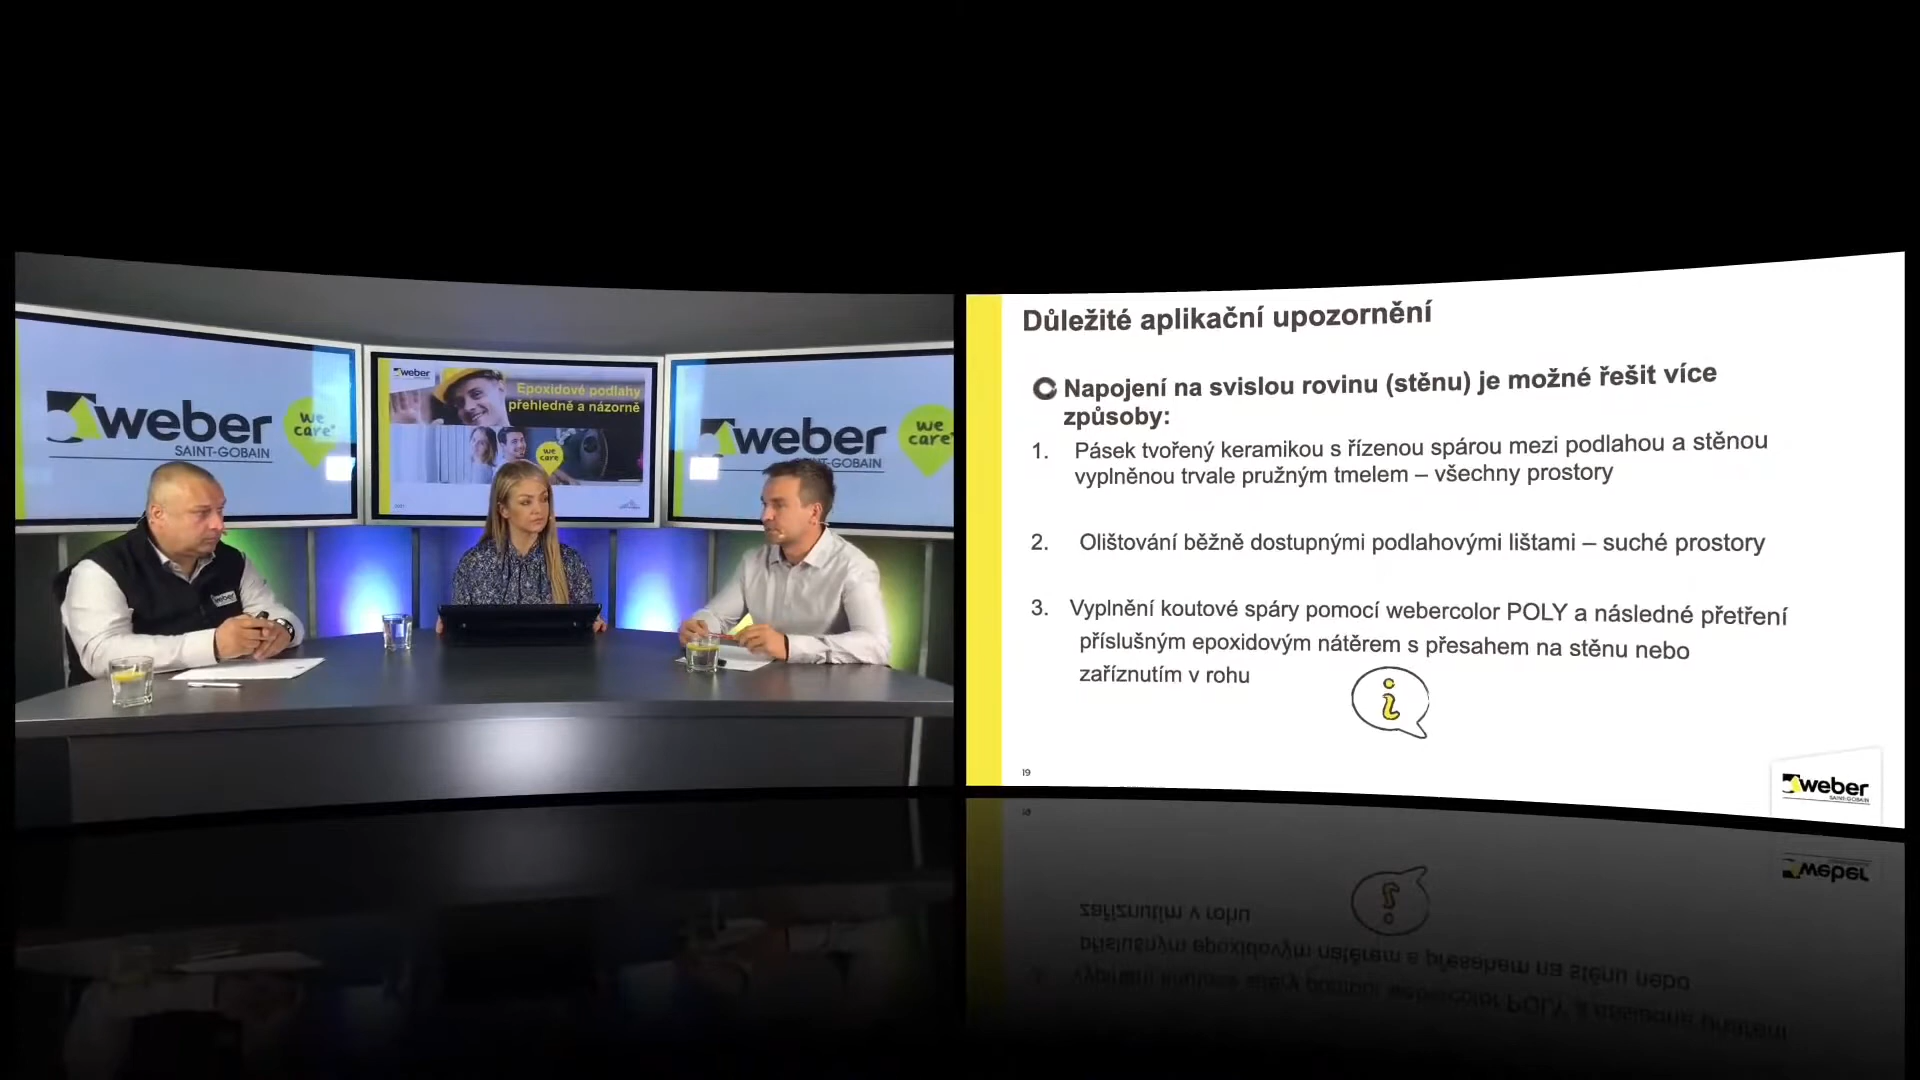 weber
SAINT-GOBAIN
we
care
weber
Epoxidové podlahy
přehledně a názorně
we
care
weber
SAINT-GOBAIN
we
care
weber
Důležité aplikační upozornění
Napojení na svislou rovinu (stěnu) je možné řešit více
způsoby:
1. Pásek tvořený keramikou s řízenou spárou mezi podlahou a stěnou
vyplněnou trvale pružným tmelem – všechny prostory
2. Olištování běžně dostupnými podlahovými lištami – suché prostory
3. Vyplnění koutové spáry pomocí webercolor POLY a následné přetření
příslušným epoxidovým nátěrem s přesahem na stěnu nebo
zaříznutím v rohu
i
19
weber
SAINT-GOBAIN